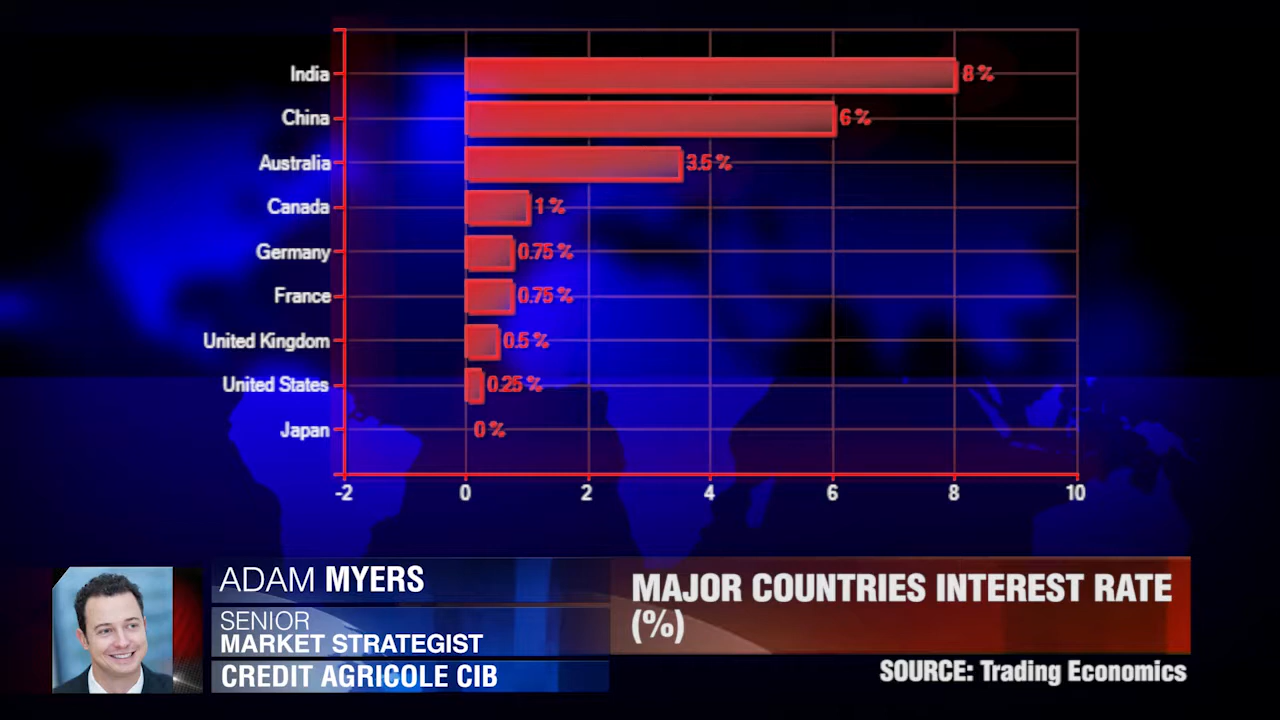 India 8 %
China 6 %
Australia 3.5 %
Canada 1 %
Germany 0.75 %
France 0.75 %
United Kingdom 0.5 %
United States 0.25 %
Japan 0 %
-2 0 2 4 6 8 10
ADAM MYERS
SENIOR
MARKET STRATEGIST
CREDIT AGRICOLE CIB
MAJOR COUNTRIES INTEREST RATE
(%)
SOURCE: Trading Economics